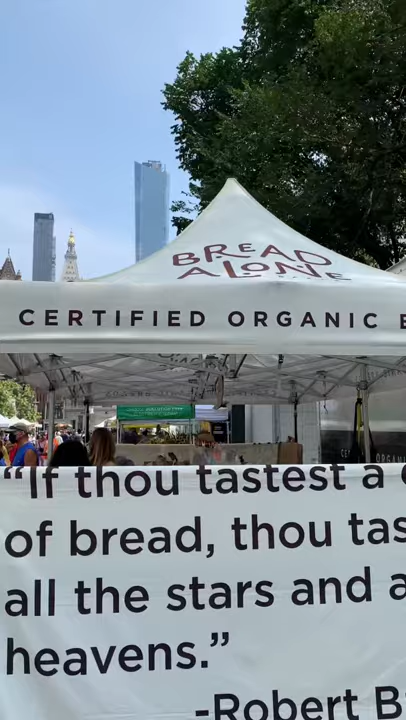 BREAD
ALONE
CERTIFIED ORGANIC
"If thou tastest a
of bread, thou tas
all the stars and a
heavens."
-Robert B